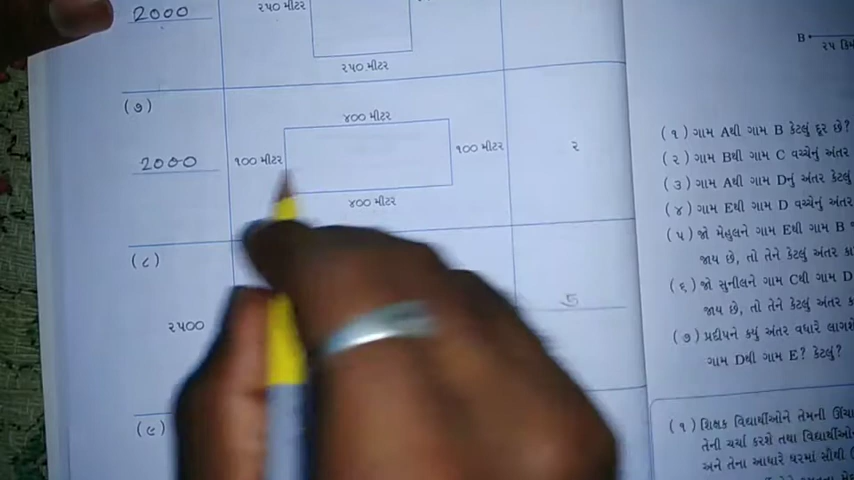 2000
૨૫૦ મીટર
૨૫૦ મીટર
(૭)
૪૦૦ મીટર
2000
૧૦૦ મીટર
૧૦૦ મીટર
૨
૪૦૦ મીટર
(૮)
૨૫૦૦
5
(૯)
B
૨૫ કિમ
(૧) ગામ Aથી ગામ B કેટલું દૂર છે?
(૨) ગામ Bથી ગામ C વચ્ચેનું અંતર
(૩) ગામ Aથી ગામ Dનું અંતર કેટલું
(૪) ગામ Eથી ગામ D વચ્ચેનું અંતર
(૫) જો મેહુલને ગામ Eથી ગામ B
જાય છે, તો તેને કેટલું અંતર કા
(૬) જો સુનીલને ગામ Cથી ગામ D
જાય છે, તો તેને કેટલું અંતર
(૭) પ્રદીપને કયું અંતર વધારે લાગશે
ગામ Dથી ગામ E? કેટલું?
(૧) શિક્ષક વિદ્યાર્થીઓને તેમની ઊંચા
તેની ચર્ચા કરશે તથા વિદ્યાર્થીઓ
અને તેના આધારે ઘરમાં સૌથી